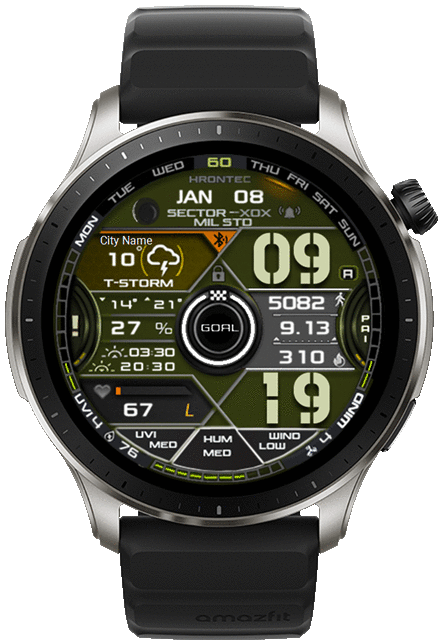 MON TUE WED 60 THU FRI SAT SUN
HRONTEC
JAN 08
SECTOR-XOX
MIL STD
City Name
10°
T-STORM
14° 21°
27 %
03:30
20:30
67 L
09
A
5082
9.13
310
19
GOAL
!
PAI
UVI 4
76
UVI
MED
HUM
MED
WIND
LOW
4 WIND
amazfit